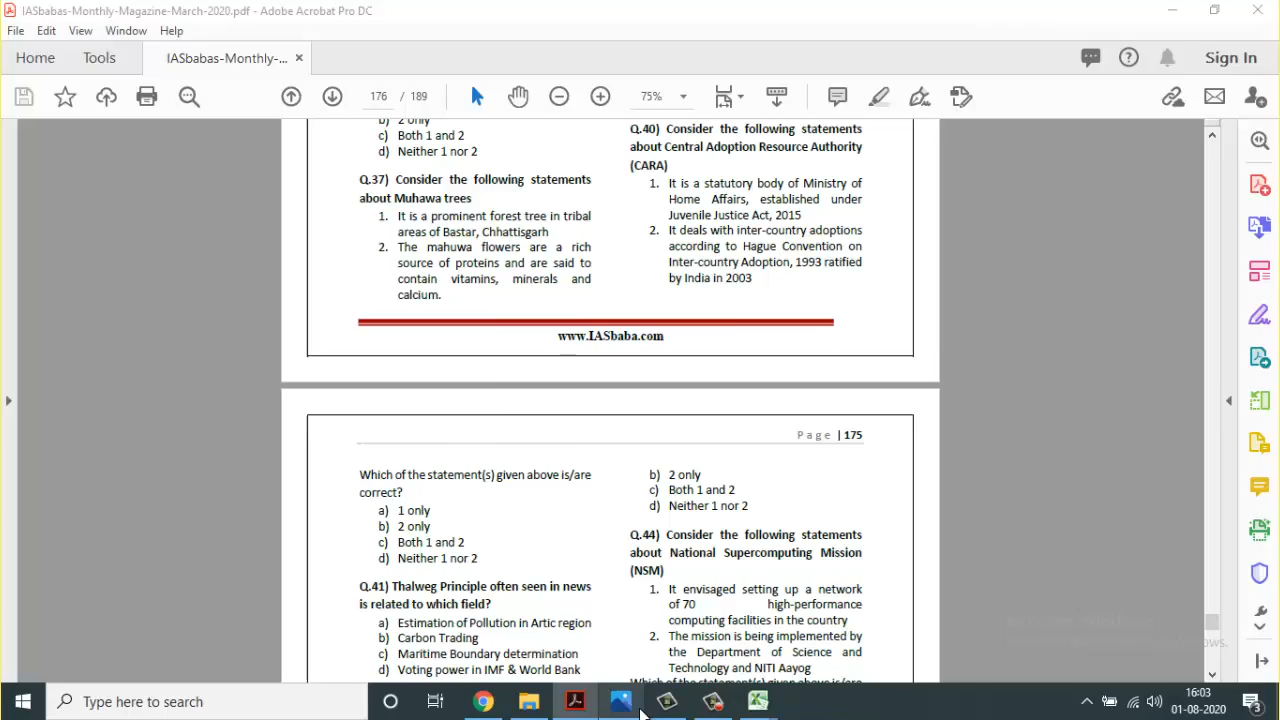 IASbabas-Monthly-Magazine-March-2020.pdf - Adobe Acrobat Pro DC
File Edit View Window Help
Home Tools IASbabas-Monthly-... ×
Sign In
176 / 189 75%
b) 2 only
c) Both 1 and 2
d) Neither 1 nor 2
Q.37) Consider the following statements
about Muhawa trees
1. It is a prominent forest tree in tribal
areas of Bastar, Chhattisgarh
2. The mahuwa flowers are a rich
source of proteins and are said to
contain vitamins, minerals and
calcium.
Q.40) Consider the following statements
about Central Adoption Resource Authority
(CARA)
1. It is a statutory body of Ministry of
Home Affairs, established under
Juvenile Justice Act, 2015
2. It deals with inter-country adoptions
according to Hague Convention on
Inter-country Adoption, 1993 ratified
by India in 2003
www.IASbaba.com
Page | 175
Which of the statement(s) given above is/are
correct?
a) 1 only
b) 2 only
c) Both 1 and 2
d) Neither 1 nor 2
Q.41) Thalweg Principle often seen in news
is related to which field?
a) Estimation of Pollution in Artic region
b) Carbon Trading
c) Maritime Boundary determination
d) Voting power in IMF & World Bank
b) 2 only
c) Both 1 and 2
d) Neither 1 nor 2
Q.44) Consider the following statements
about National Supercomputing Mission
(NSM)
1. It envisaged setting up a network
of 70 high-performance
computing facilities in the country
2. The mission is being implemented by
the Department of Science and
Technology and NITI Aayog
Which of the statement(s) given above is/are
Type here to search
16:03
01-08-2020
3